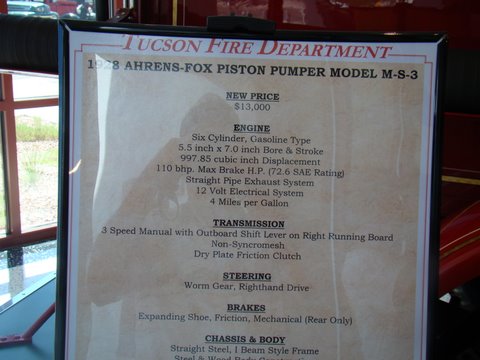 TUCSON FIRE DEPARTMENT
1928 AHRENS-FOX PISTON PUMPER MODEL M-S-3
NEW PRICE
$13,000
ENGINE
Six Cylinder, Gasoline Type
5.5 inch x 7.0 inch Bore & Stroke
997.85 cubic inch Displacement
110 bhp. Max Brake H.P. (72.6 SAE Rating)
Straight Pipe Exhaust System
12 Volt Electrical System
4 Miles per Gallon
TRANSMISSION
3 Speed Manual with Outboard Shift Lever on Right Running Board
Non-Syncromesh
Dry Plate Friction Clutch
STEERING
Worm Gear, Righthand Drive
BRAKES
Expanding Shoe, Friction, Mechanical (Rear Only)
CHASSIS & BODY
Straight Steel, I Beam Style Frame
Steel & Wood Body